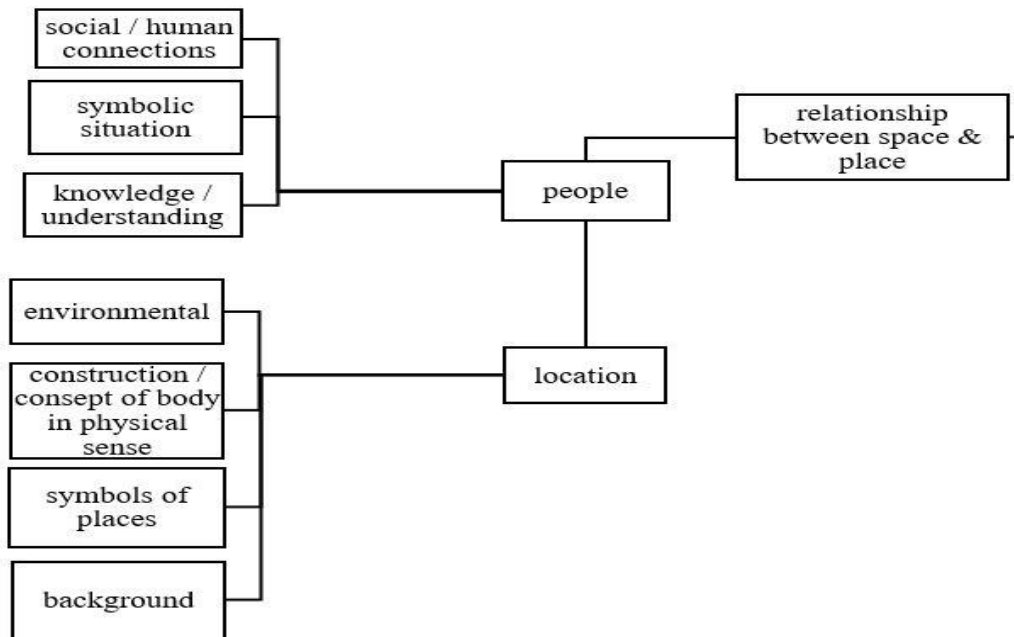 social / human
connections
symbolic
situation
knowledge /
understanding
people
relationship
between space &
place
environmental
construction /
consept of body
in physical
sense
symbols of
places
background
location